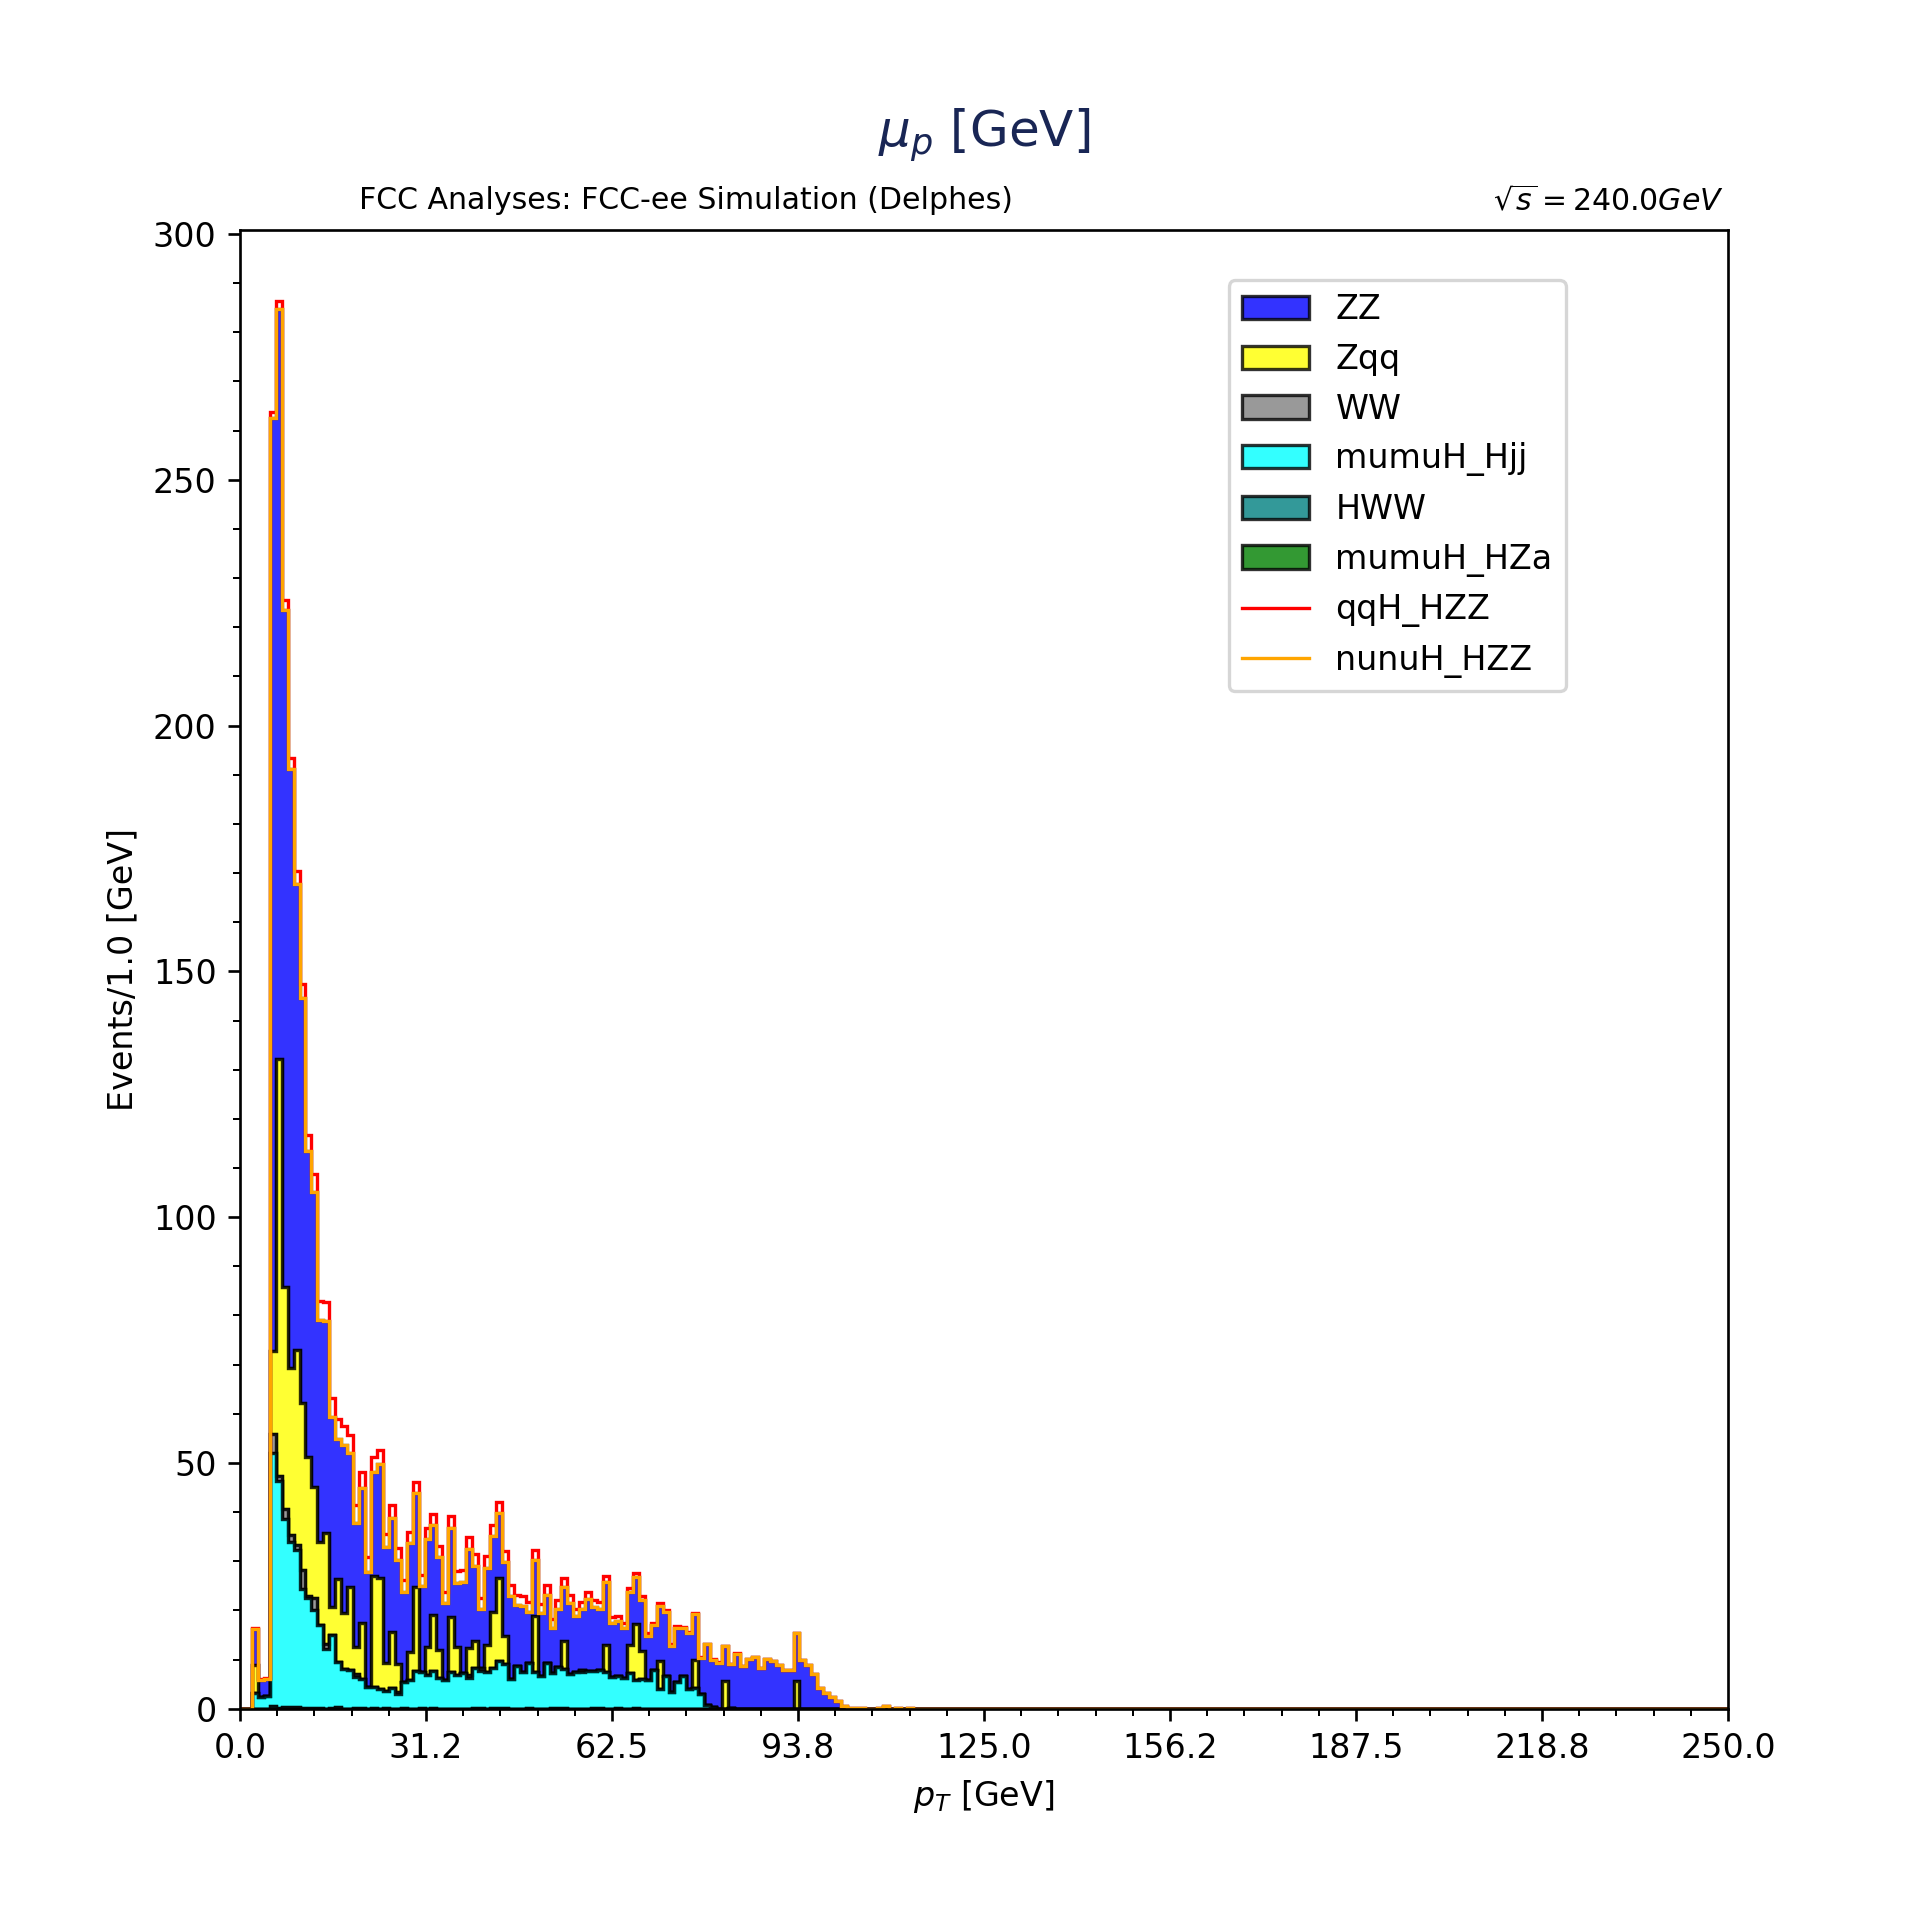 μ_p [GeV]
FCC Analyses: FCC-ee Simulation (Delphes)
√s = 240.0GeV
300
250
200
150
100
50
0
Events/1.0 [GeV]
ZZ
Zqq
WW
mumuH_Hjj
HWW
mumuH_HZa
qqH_HZZ
nunuH_HZZ
0.0 31.2 62.5 93.8 125.0 156.2 187.5 218.8 250.0
p_T [GeV]